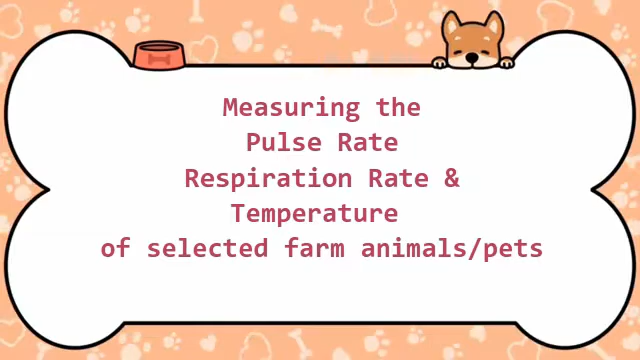 Measuring the
Pulse Rate
Respiration Rate &
Temperature
of selected farm animals/pets